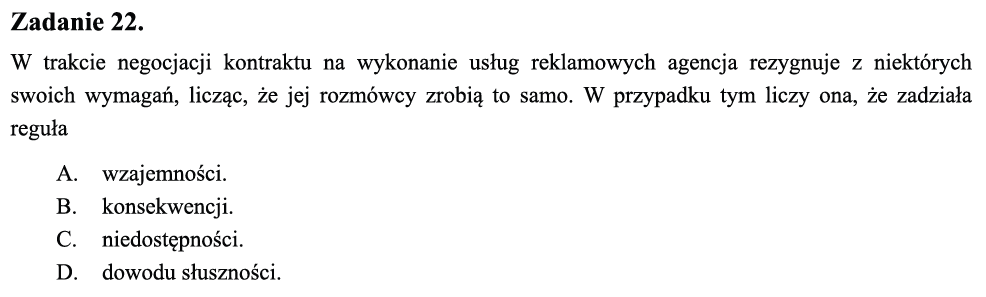 Zadanie 22.
W trakcie negocjacji kontraktu na wykonanie usług reklamowych agencja rezygnuje z niektórych
swoich wymagań, licząc, że jej rozmówcy zrobią to samo. W przypadku tym liczy ona, że zadziała
reguła
A. wzajemności.
B. konsekwencji.
C. niedostępności.
D. dowodu słuszności.